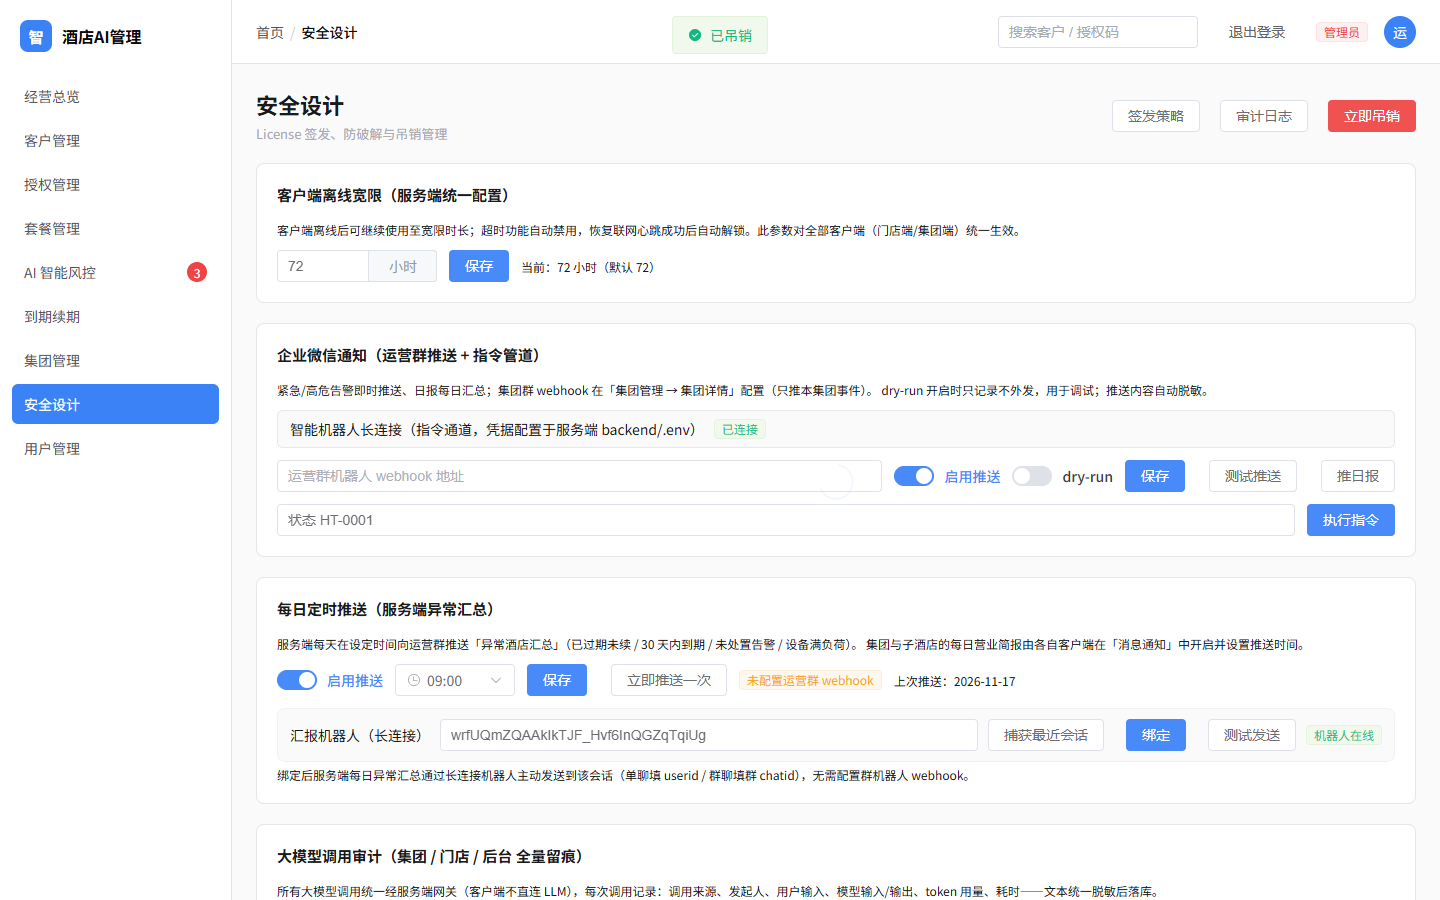 智 酒店AI管理
首页 / 安全设计
已吊销
搜索客户 / 授权码
退出登录
管理员
运
经营总览
客户管理
授权管理
套餐管理
AI 智能风控 3
到期续期
集团管理
安全设计
用户管理
安全设计
License 签发、防破解与吊销管理
签发策略
审计日志
立即吊销
客户端离线宽限（服务端统一配置）
客户端离线后可继续使用至宽限时长；超时功能自动禁用，恢复联网心跳成功后自动解锁。此参数对全部客户端（门店端/集团端）统一生效。
72 小时 保存 当前：72 小时（默认 72）
企业微信通知（运营群推送 + 指令管道）
紧急/高危告警即时推送、日报每日汇总；集团群 webhook 在「集团管理 → 集团详情」配置（只推本集团事件）。 dry-run 开启时只记录不外发，用于调试；推送内容自动脱敏。
智能机器人长连接（指令通道，凭据配置于服务端 backend/.env） 已连接
运营群机器人 webhook 地址 启用推送 dry-run 保存 测试推送 推日报
状态 HT-0001 执行指令
每日定时推送（服务端异常汇总）
服务端每天在设定时间向运营群推送「异常酒店汇总」（已过期未续 / 30 天内到期 / 未处置告警 / 设备满负荷）。 集团与子酒店的每日营业简报由各自客户端在「消息通知」中开启并设置推送时间。
启用推送 09:00 保存 立即推送一次 未配置运营群 webhook 上次推送：2026-11-17
汇报机器人（长连接） wrfUQmZQAAkIkTJF_Hvf6InQGZqTqiUg 捕获最近会话 绑定 测试发送 机器人在线
绑定后服务端每日异常汇总通过长连接机器人主动发送到该会话（单聊填 userid / 群聊填群 chatid），无需配置群机器人 webhook。
大模型调用审计（集团 / 门店 / 后台 全量留痕）
所有大模型调用统一经服务端网关（客户端不直连 LLM），每次调用记录：调用来源、发起人、用户输入、模型输入/输出、token 用量、耗时——文本统一脱敏后落库。